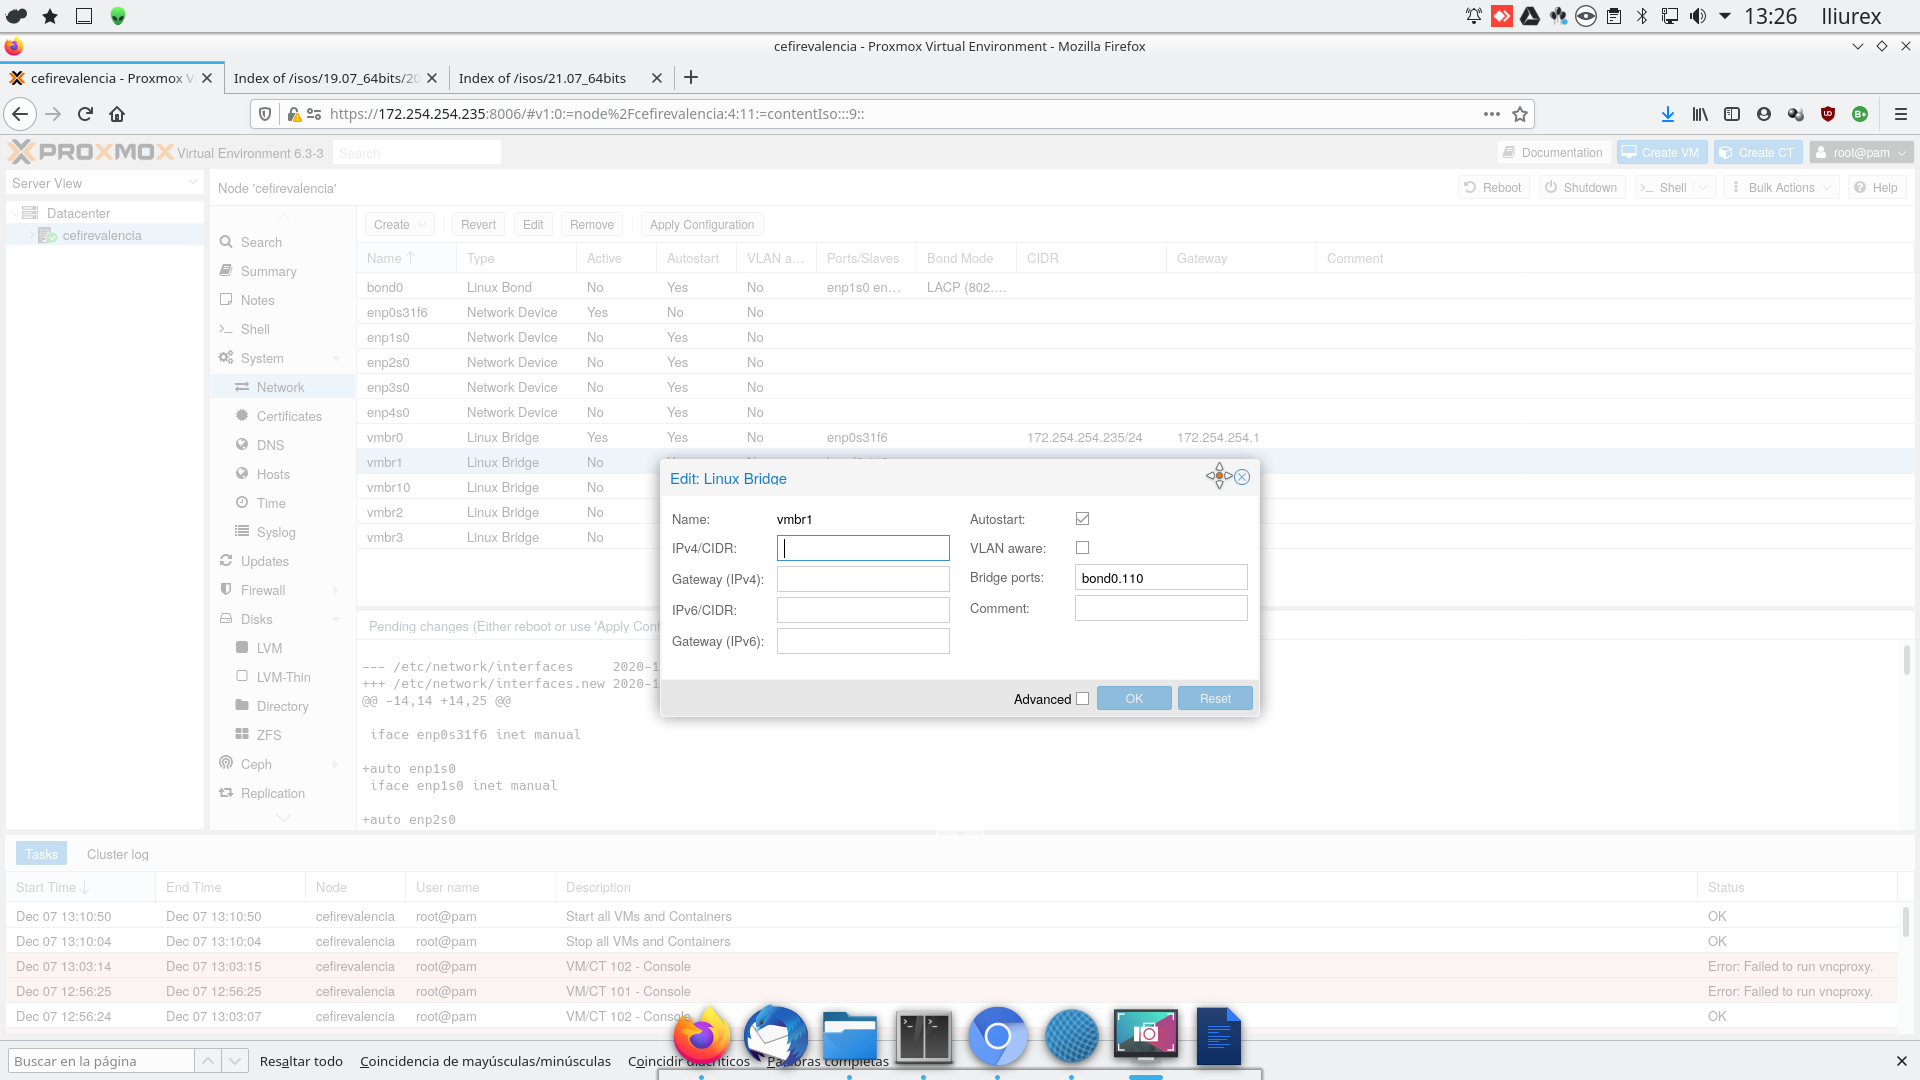 13:26 lliurex
cefirevalencia - Proxmox Virtual Environment - Mozilla Firefox
cefirevalencia - Proxmox V
Index of /isos/19.07_64bits/20
Index of /isos/21.07_64bits
https://172.254.254.235:8006/#v1:0:=node%2Fcefirevalencia:4:11:=contentIso:::9::
PROXMOX Virtual Environment 6.3-3 Search
Documentation Create VM Create CT root@pam
Server View
Datacenter
cefirevalencia
Node 'cefirevalencia'
Reboot Shutdown Shell Bulk Actions Help
Search
Summary
Notes
Shell
System
Network
Certificates
DNS
Hosts
Time
Syslog
Updates
Firewall
Disks
LVM
LVM-Thin
Directory
ZFS
Ceph
Replication
Create Revert Edit Remove Apply Configuration
Name Type Active Autostart VLAN a... Ports/Slaves Bond Mode CIDR Gateway Comment
bond0 Linux Bond No Yes No enp1s0 en... LACP (802....
enp0s31f6 Network Device Yes No No
enp1s0 Network Device No Yes No
enp2s0 Network Device No Yes No
enp3s0 Network Device No Yes No
enp4s0 Network Device No Yes No
vmbr0 Linux Bridge Yes Yes No enp0s31f6 172.254.254.235/24 172.254.254.1
vmbr1 Linux Bridge No
vmbr10 Linux Bridge No
vmbr2 Linux Bridge No
vmbr3 Linux Bridge No
Edit: Linux Bridge
Name: vmbr1
IPv4/CIDR:
Gateway (IPv4):
IPv6/CIDR:
Gateway (IPv6):
Autostart:
VLAN aware:
Bridge ports: bond0.110
Comment:
Advanced OK Reset
Pending changes (Either reboot or use 'Apply Conf
--- /etc/network/interfaces 2020-1
+++ /etc/network/interfaces.new 2020-1
@@ -14,14 +14,25 @@
iface enp0s31f6 inet manual
+auto enp1s0
iface enp1s0 inet manual
+auto enp2s0
Tasks Cluster log
Start Time End Time Node User name Description Status
Dec 07 13:10:50 Dec 07 13:10:50 cefirevalencia root@pam Start all VMs and Containers OK
Dec 07 13:10:04 Dec 07 13:10:04 cefirevalencia root@pam Stop all VMs and Containers OK
Dec 07 13:03:14 Dec 07 13:03:15 cefirevalencia root@pam VM/CT 102 - Console Error: Failed to run vncproxy.
Dec 07 12:56:25 Dec 07 12:56:25 cefirevalencia root@pam VM/CT 101 - Console Error: Failed to run vncproxy.
Dec 07 12:56:24 Dec 07 13:03:07 cefirevalencia root@pam VM/CT 102 - Console OK
Buscar en la página Resaltar todo Coincidencia de mayúsculas/minúsculas Coincidir diacríticos Palabras completas